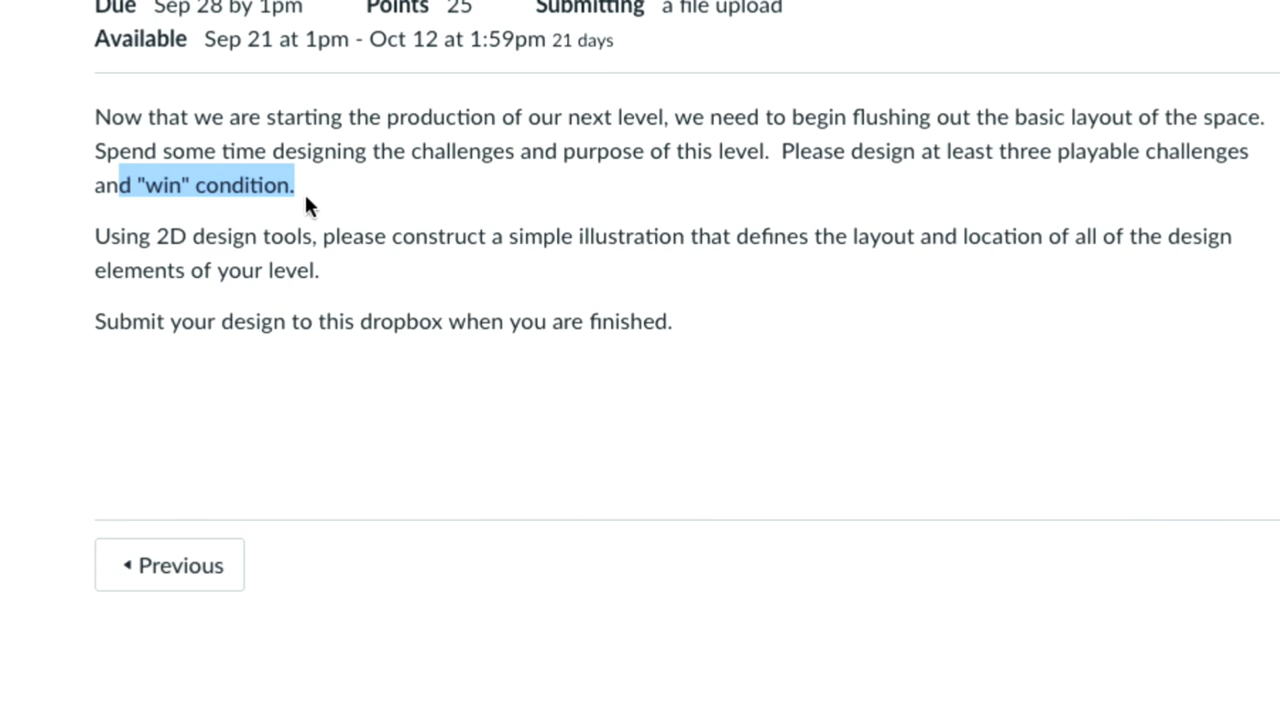 Due Sep 28 by 1pm Points 25 Submitting a file upload
Available Sep 21 at 1pm - Oct 12 at 1:59pm 21 days
Now that we are starting the production of our next level, we need to begin flushing out the basic layout of the space.
Spend some time designing the challenges and purpose of this level. Please design at least three playable challenges
and "win" condition.
Using 2D design tools, please construct a simple illustration that defines the layout and location of all of the design
elements of your level.
Submit your design to this dropbox when you are finished.
Previous